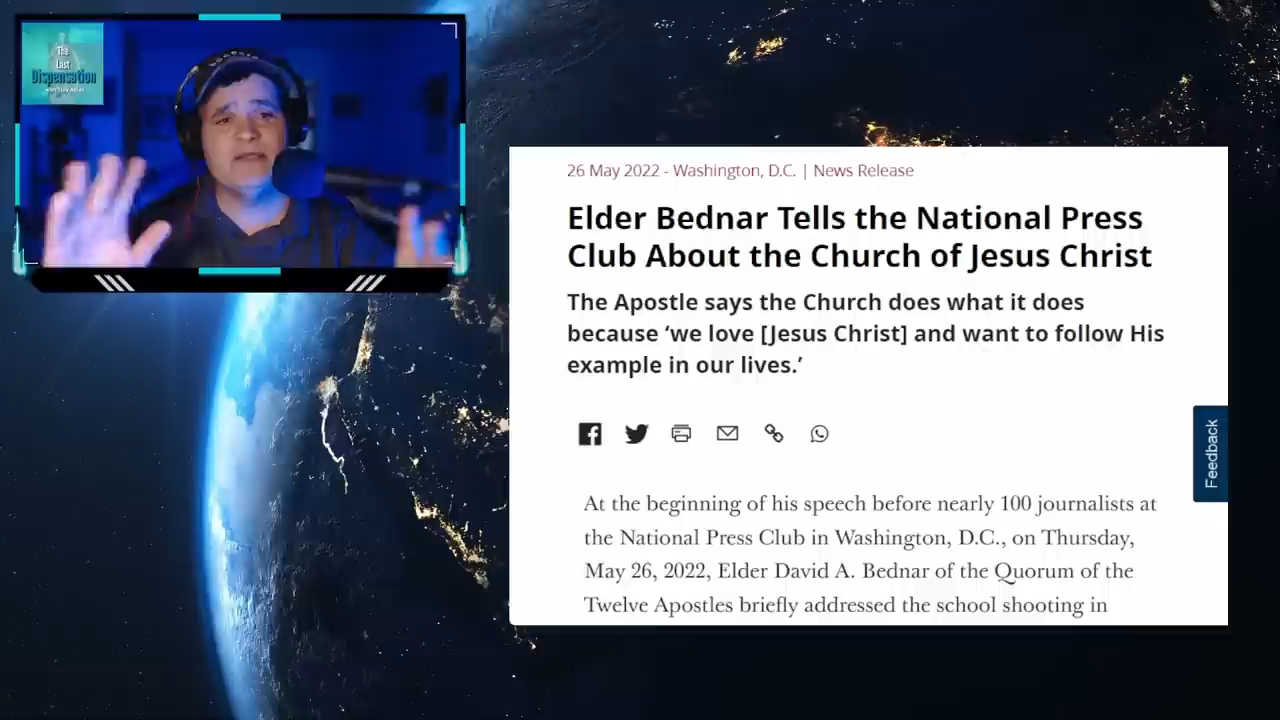 The
Last
Dispensation
26 May 2022 - Washington, D.C. | News Release
Elder Bednar Tells the National Press
Club About the Church of Jesus Christ
The Apostle says the Church does what it does
because ‘we love [Jesus Christ] and want to follow His
example in our lives.’
Feedback
At the beginning of his speech before nearly 100 journalists at
the National Press Club in Washington, D.C., on Thursday,
May 26, 2022, Elder David A. Bednar of the Quorum of the
Twelve Apostles briefly addressed the school shooting in